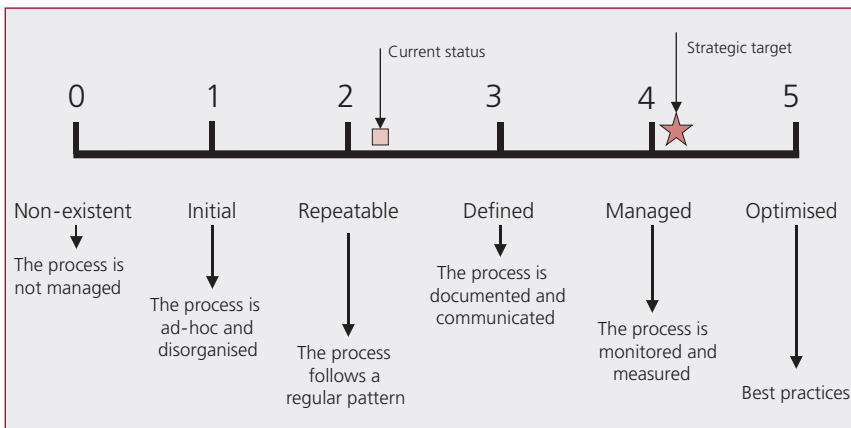 Current status
Strategic target
0 1 2 3 4 5
Non-existent Initial Repeatable Defined Managed Optimised
The process is
not managed
The process is
ad-hoc and
disorganised
The process
follows a
regular pattern
The process is
documented and
communicated
The process is
monitored and
measured
Best practices